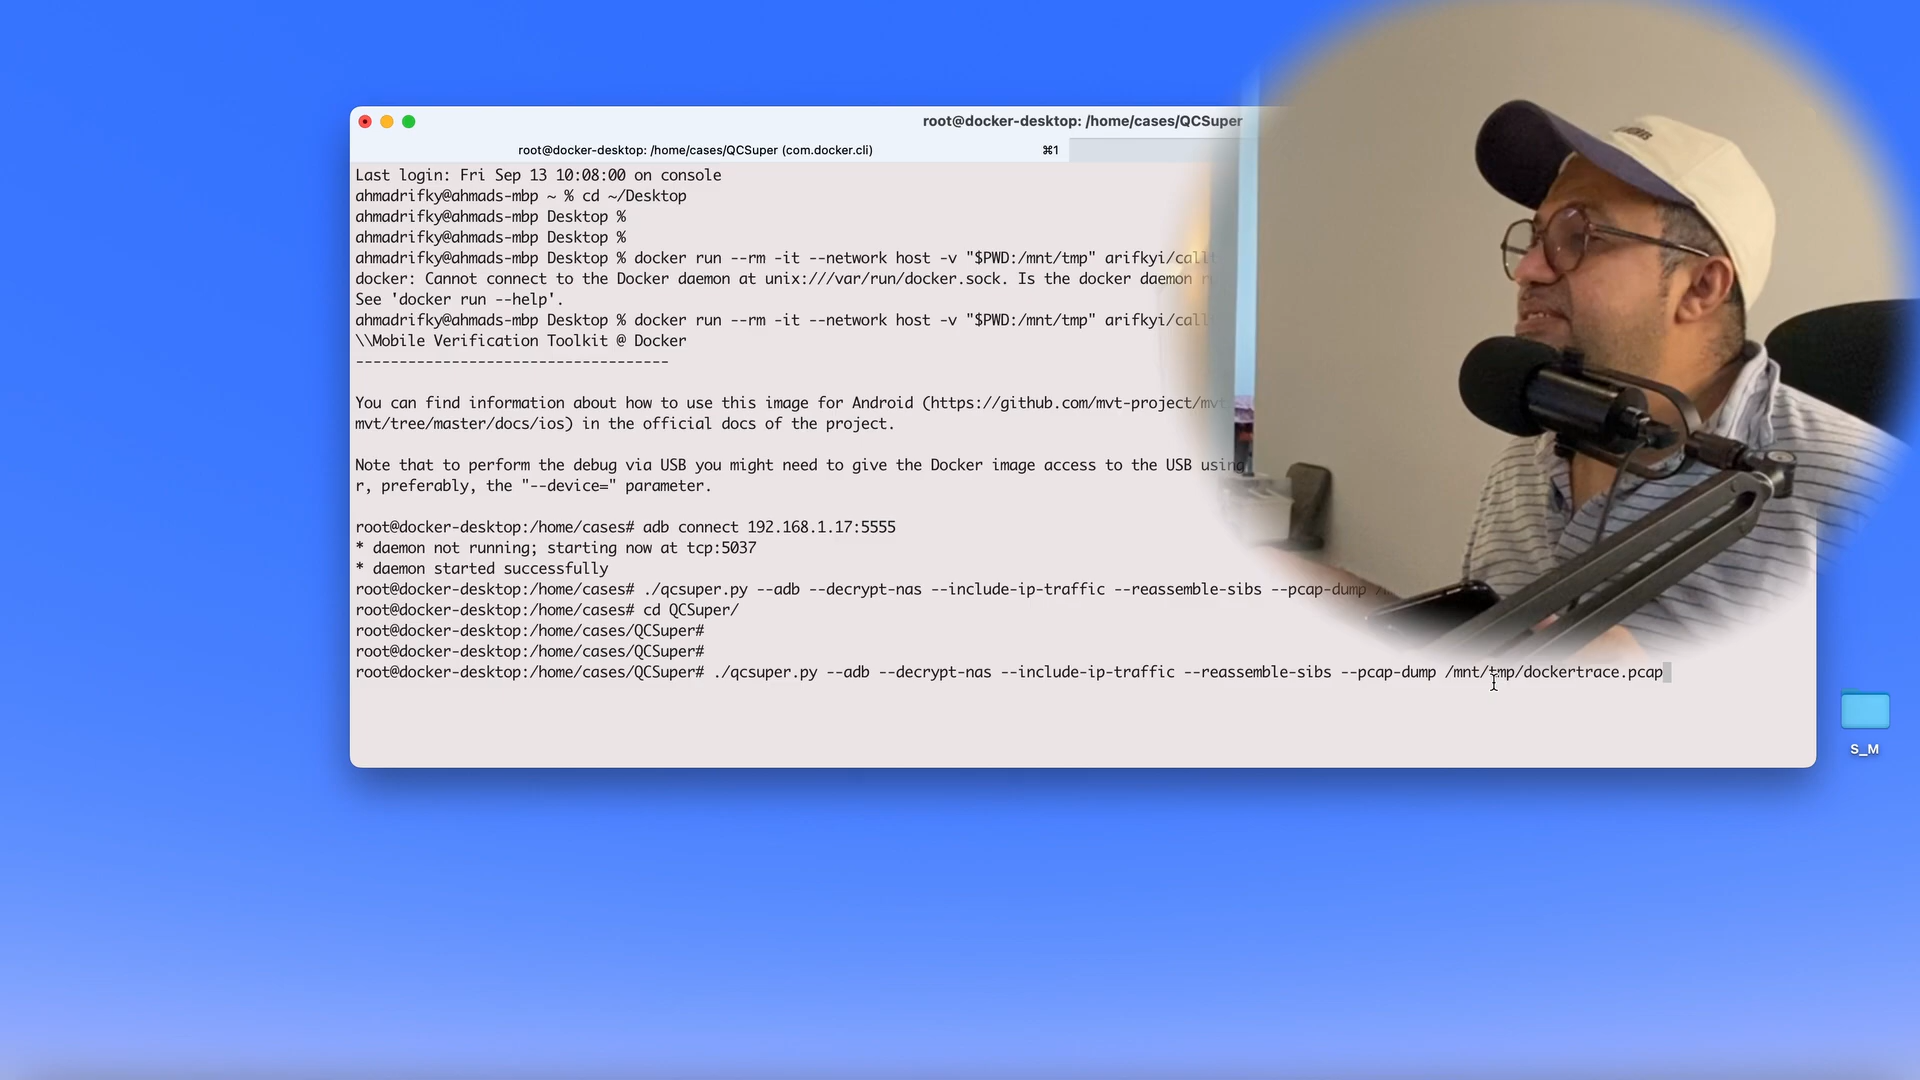 root@docker-desktop: /home/cases/QCSuper
root@docker-desktop: /home/cases/QCSuper (com.docker.cli)
⌘1
Last login: Fri Sep 13 10:08:00 on console
ahmadrifky@ahmads-mbp ~ % cd ~/Desktop
ahmadrifky@ahmads-mbp Desktop %
ahmadrifky@ahmads-mbp Desktop %
ahmadrifky@ahmads-mbp Desktop % docker run --rm -it --network host -v "$PWD:/mnt/tmp"
docker: Cannot connect to the Docker daemon at unix:///var/run/docker.sock. Is the docker daemon
See 'docker run --help'.
ahmadrifky@ahmads-mbp Desktop % docker run --rm -it --network host -v "$PWD:/mnt/tmp"
\\Mobile Verification Toolkit @ Docker
------------------------------------
You can find information about how to use this image for Android (https://github.com/mvt-project/mvt
mvt/tree/master/docs/ios) in the official docs of the project.
Note that to perform the debug via USB you might need to give the Docker image access to the USB using
r, preferably, the "--device=" parameter.
root@docker-desktop:/home/cases# adb connect 192.168.1.17:5555
* daemon not running; starting now at tcp:5037
* daemon started successfully
root@docker-desktop:/home/cases# ./qcsuper.py --adb --decrypt-nas --include-ip-traffic --reassemble-sibs --pcap-dump
root@docker-desktop:/home/cases# cd QCSuper/
root@docker-desktop:/home/cases/QCSuper#
root@docker-desktop:/home/cases/QCSuper#
root@docker-desktop:/home/cases/QCSuper# ./qcsuper.py --adb --decrypt-nas --include-ip-traffic --reassemble-sibs --pcap-dump /mnt/tmp/dockertrace.pcap
S_M